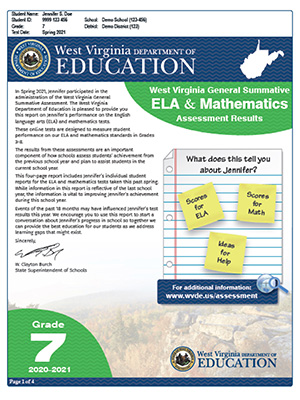 Student Name: Jennifer S. Doe
Student ID: 9999 123 456 School: Demo School (123-456)
Grade: 7 District: Demo District (123)
Test Date: Spring 2021
West Virginia DEPARTMENT OF
EDUCATION
In Spring 2021, Jennifer participated in the
administration of the West Virginia General
Summative Assessment. The West Virginia
Department of Education is pleased to provide you
this report on Jennifer's performance on the English
language arts (ELA) and mathematics tests.
These online tests are designed to measure student
performance on our ELA and mathematics standards in Grades
3-8.
The results from these assessments are an important
component of how schools assess students' achievement from
the previous school year and plan to assist students in the
current school year.
This four-page report includes Jennifer's individual student
reports for the ELA and mathematics tests taken this past spring.
While information in this report is reflective of the last school
year, the information is vital to improving Jennifer's achievement
during this school year.
Events of the past 18 months may have influenced Jennifer's test
results this year. We encourage you to use this report to start a
conversation about Jennifer's progress in school so together we
can provide the best education for our students as we address
learning gaps that might exist.
Sincerely,
W. Clayton Burch
State Superintendent of Schools
West Virginia General Summative
ELA & Mathematics
Assessment Results
What does this tell you
about Jennifer?
Scores
for
ELA
Scores
for
Math
Ideas
for
Help
For additional information:
www.wvde.us/assessment
Grade
7
2020-2021
West Virginia DEPARTMENT OF
EDUCATION
Page 1 of 4